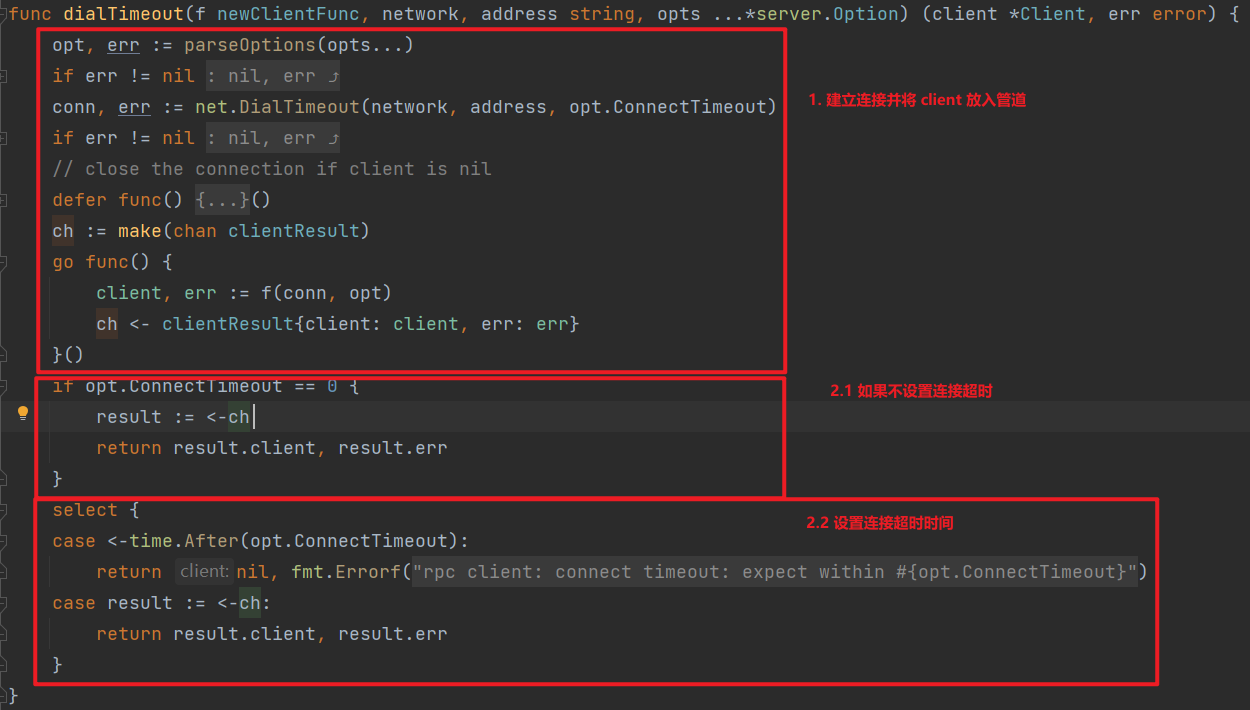 func dialTimeout(f newClientFunc, network, address string, opts ...*server.Option) (client *Client, err error) {
opt, err := parseOptions(opts...)
if err != nil : nil, err ⤴
conn, err := net.DialTimeout(network, address, opt.ConnectTimeout)
1. 建立连接并将 client 放入管道
if err != nil : nil, err ⤴
// close the connection if client is nil
defer func() {...}()
ch := make(chan clientResult)
go func() {
client, err := f(conn, opt)
ch <- clientResult{client: client, err: err}
}()
if opt.ConnectTimeout == 0 {
2.1 如果不设置连接超时
result := <-ch
return result.client, result.err
}
select {
2.2 设置连接超时时间
case <-time.After(opt.ConnectTimeout):
return client: nil, fmt.Errorf("rpc client: connect timeout: expect within #{opt.ConnectTimeout}")
case result := <-ch:
return result.client, result.err
}
}